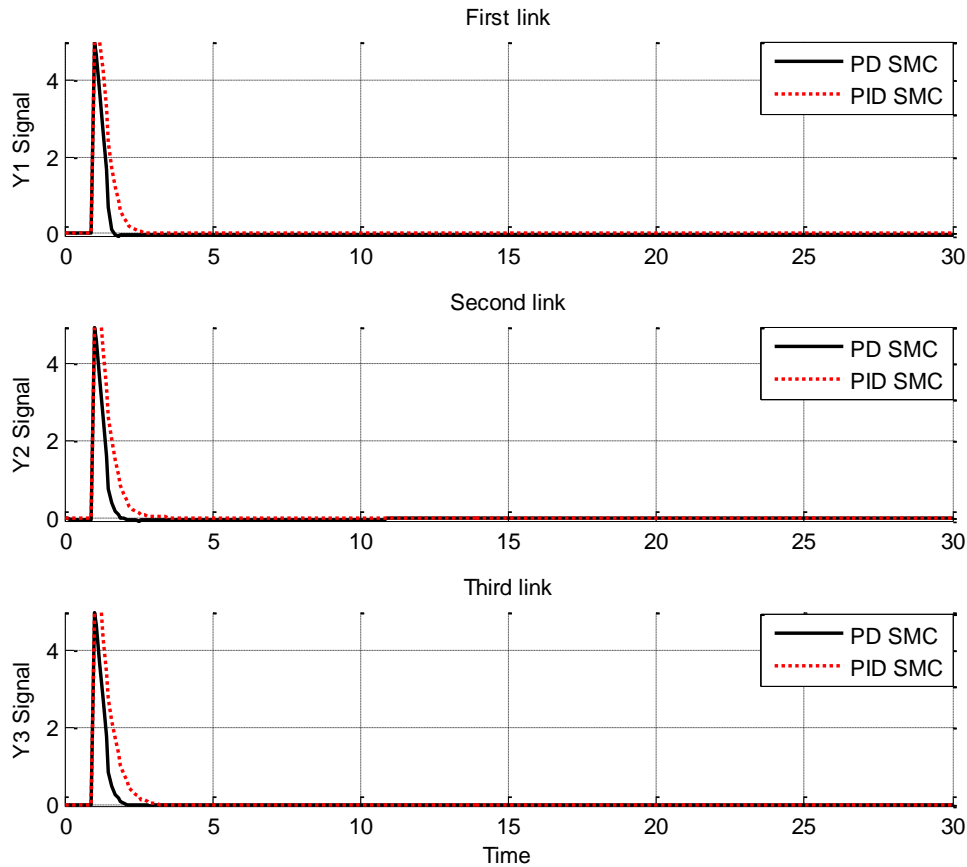 First link
Y1 Signal
4
2
0
PD SMC
PID SMC
0 5 10 15 20 25 30
Second link
Y2 Signal
4
2
0
PD SMC
PID SMC
0 5 10 15 20 25 30
Third link
Y3 Signal
4
2
0
PD SMC
PID SMC
0 5 10 15 20 25 30
Time